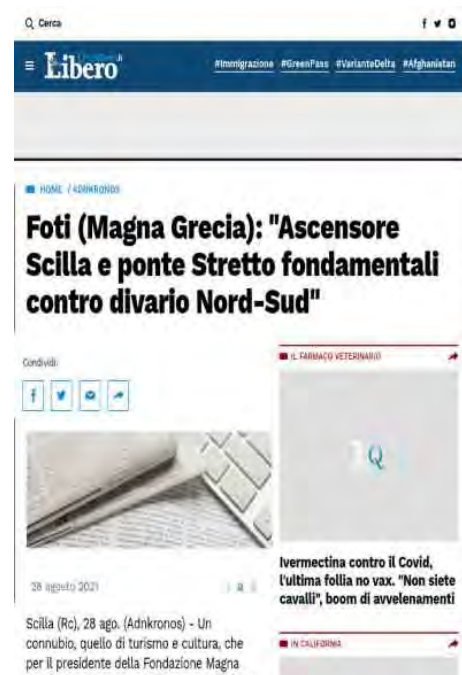 Cerca
Libero
#Immigrazione #GreenPass #VarianteDelta #Afghanistan
HOME / ADNKRONOS
Foti (Magna Grecia): "Ascensore
Scilla e ponte Stretto fondamentali
contro divario Nord-Sud"
Condividi:
28 agosto 2021
Scilla (Rc), 28 ago. (Adnkronos) - Un
connubio, quello di turismo e cultura, che
per il presidente della Fondazione Magna
IL FARMACO VETERINARIO
Q
Ivermectina contro il Covid,
l'ultima follia no vax. "Non siete
cavalli", boom di avvelenamenti
IN CALIFORNIA